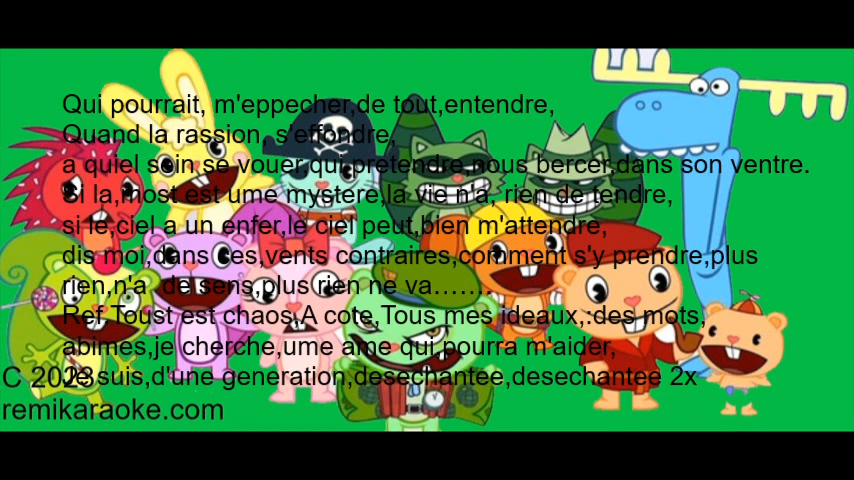 Qui pourrait, m'eppecher,de tout,entendre,
Quand la rassion, s'effondre,
a quiel sein se vouer,qui pretendre,nous bercer,dans son ventre.
Si la,most est ume mystere,la vie n'a, rien de tendre,
si le,ciel a un enfer,le ciel peut,bien m'attendre,
dis moi,dans ces,vents contraires,comment s'y prendre,plus
rien,n'a de sens,plus rien ne va.......
Ref.Toust est chaos,A cote,Tous mes ideaux,:des mots,
abimes,je cherche,ume ame qui,pourra m'aider,
Je suis,d'une generation,desechantee,desechantee 2x
C 2023
remikaraoke.com